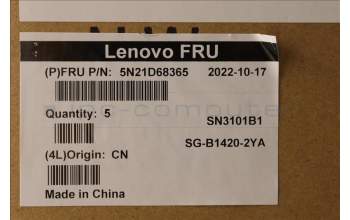 Lenovo FRU
(P)FRU P/N: 5N21D68365 2022-10-17
Quantity: 5
SN3101B1
SG-B1420-2YA
(4L)Origin: CN
Made in China